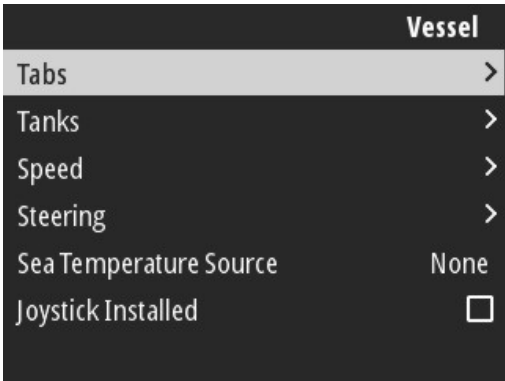 Vessel
Tabs
Tanks
Speed
Steering
Sea Temperature Source None
Joystick Installed